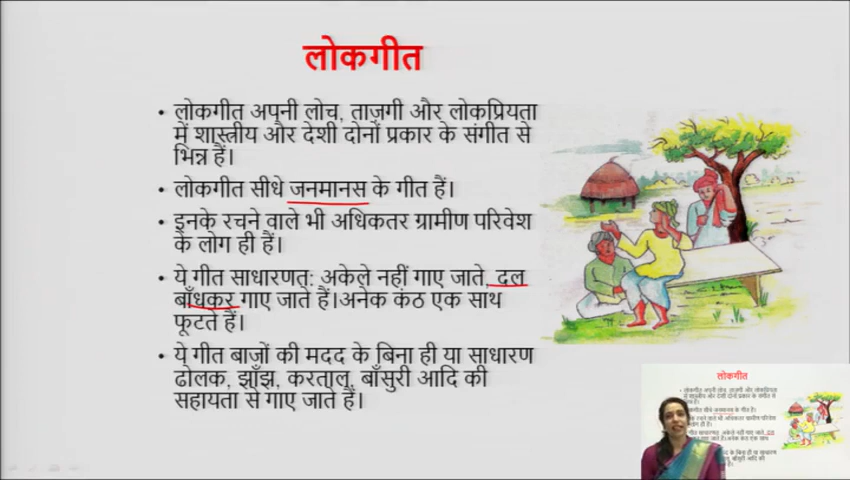 लोकगीत
• लोकगीत अपनी लोच, ताज़गी और लोकप्रियता
में शास्त्रीय और देशी दोनों प्रकार के संगीत से
भिन्न हैं।
• लोकगीत सीधे जनमानस के गीत हैं।
• इनके रचने वाले भी अधिकतर ग्रामीण परिवेश
के लोग ही हैं।
• ये गीत साधारणत: अकेले नहीं गाए जाते, दल
बाँधकर गाए जाते हैं।अनेक कंठ एक साथ
फूटते हैं।
• ये गीत बाजों की मदद के बिना ही या साधारण
ढोलक, झाँझ, करताल, बाँसुरी आदि की
सहायता से गाए जाते हैं।
लोकगीत